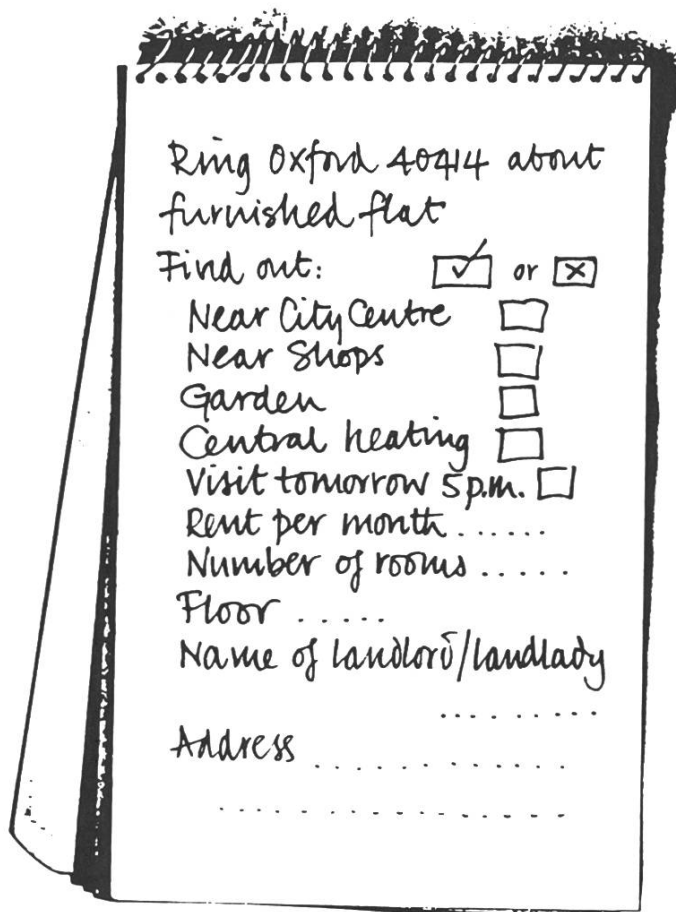 Ring Oxford 40414 about
furnished flat
Find out: ✓ or x
Near City Centre
Near Shops
Garden
Central heating
Visit tomorrow 5p.m.
Rent per month ......
Number of rooms .....
Floor .....
Name of landlord/landlady
.........
Address ............
..............